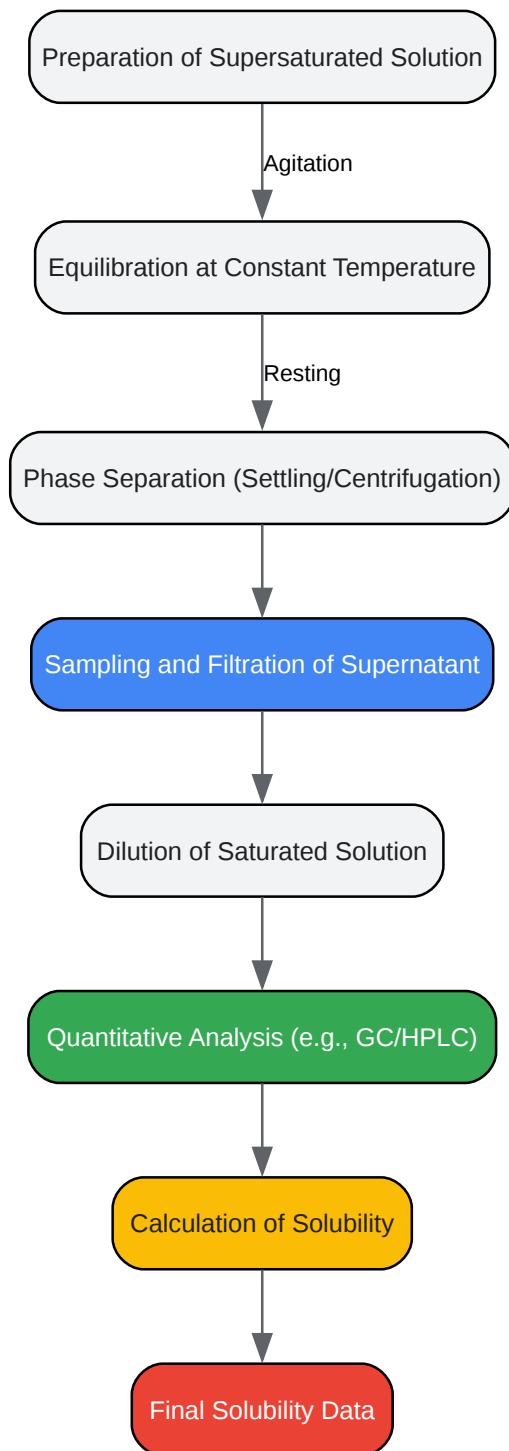 Preparation of Supersaturated Solution
Agitation
Equilibration at Constant Temperature
Resting
Phase Separation (Settling/Centrifugation)
Sampling and Filtration of Supernatant
Dilution of Saturated Solution
Quantitative Analysis (e.g., GC/HPLC)
Calculation of Solubility
Final Solubility Data